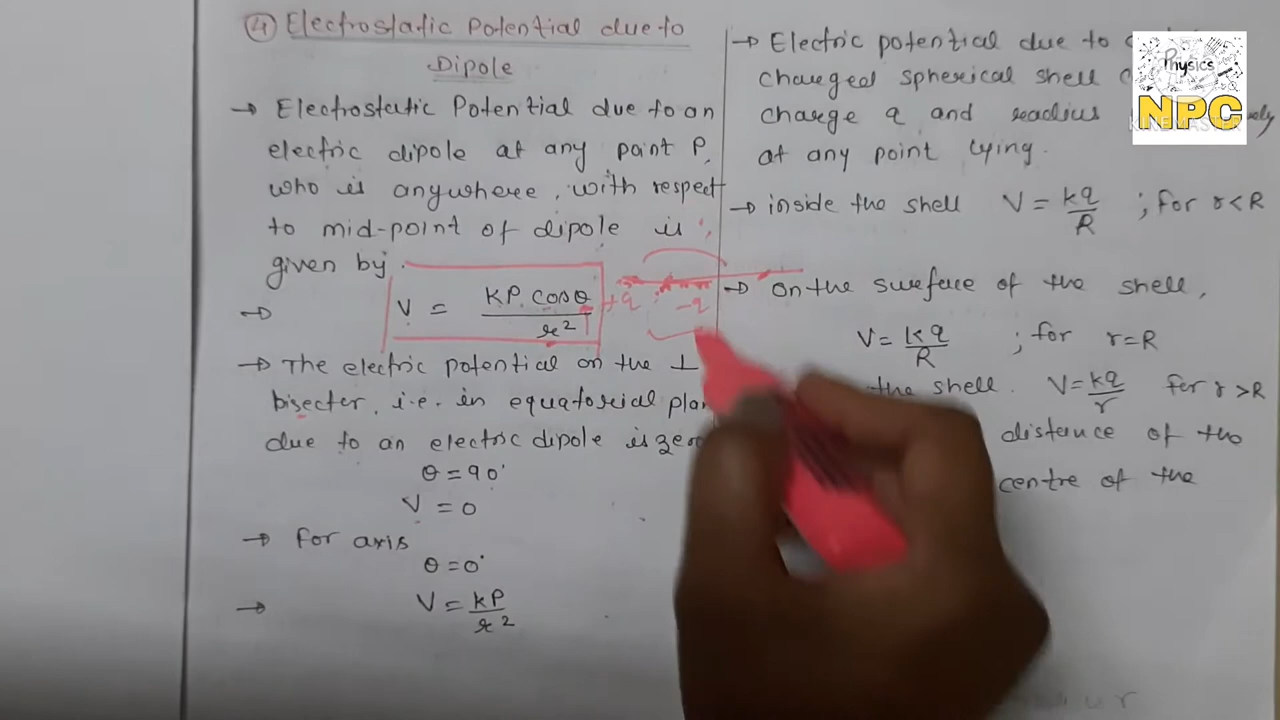 ④ Electrostatic Potential due to
Dipole
→ Electrostatic Potential due to an
electric dipole at any point P,
who is anywhere, with respect
to mid-point of dipole is
given by
→ V = KP cosθ / r²
+q -q
→ The electric potential on the ⊥
bisecter, i.e. in equatorial plan
due to an electric dipole is zero
θ = 90°
V = 0
→ for axis
θ = 0°
→ V = KP / r²
→ Electric potential due to
charged spherical shell
charge q and readius
at any point lying.
→ inside the shell V = kq / R ; for r < R
→ On the surface of the shell,
V = kq / R ; for r = R
the shell. V = kq / r for r > R
distance of the
centre of the
Physics
NPC